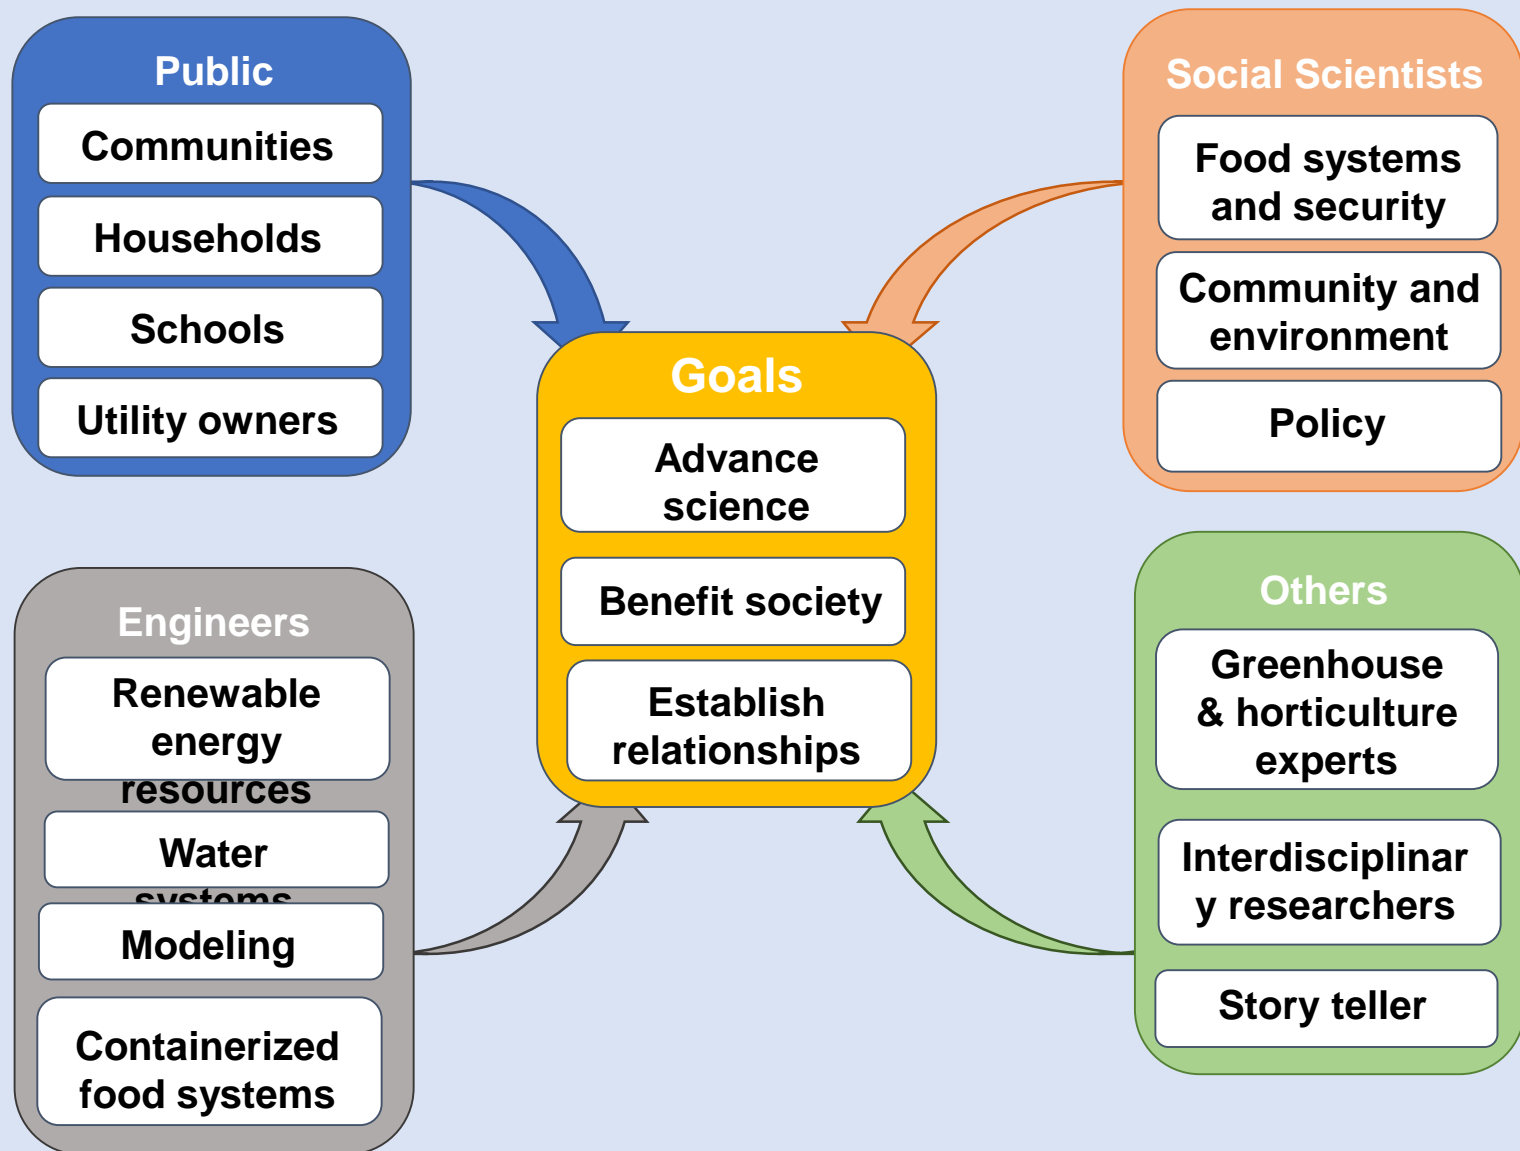 Public
Communities
Households
Schools
Utility owners
Social Scientists
Food systems
and security
Community and
environment
Policy
Goals
Advance
science
Benefit society
Establish
relationships
Engineers
Renewable
energy
resources
Water
systems
Modeling
Containerized
food systems
Others
Greenhouse
& horticulture
experts
Interdisciplinar
y researchers
Story teller